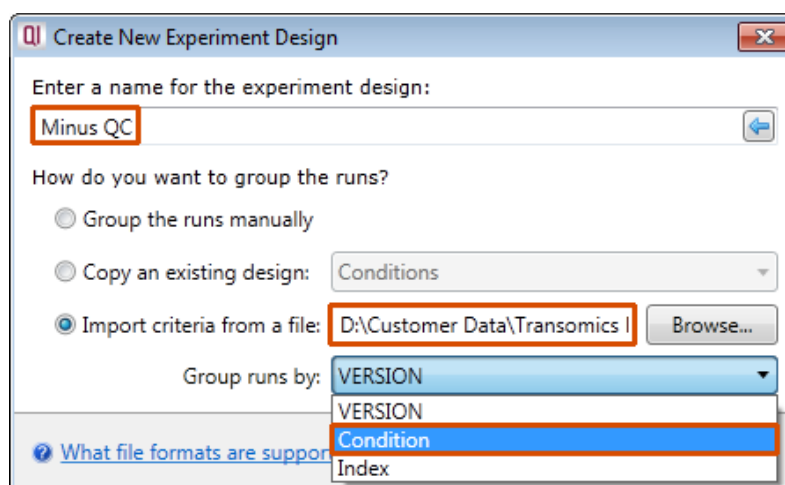 QI Create New Experiment Design
Enter a name for the experiment design:
Minus QC
How do you want to group the runs?
Group the runs manually
Copy an existing design: Conditions
Import criteria from a file: D:\Customer Data\Transomics Browse...
Group runs by: VERSION
VERSION
Condition
What file formats are suppor
Index